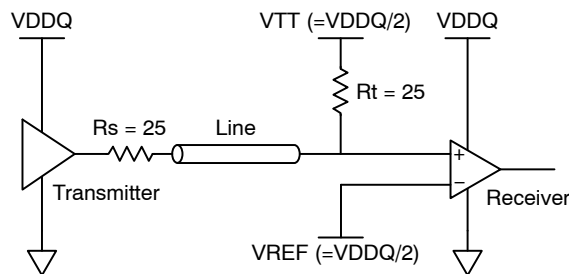 VDDQ
VTT (=VDDQ/2)
VDDQ
Rt = 25
Rs = 25
Line
+
−
Transmitter
Receiver
VREF (=VDDQ/2)